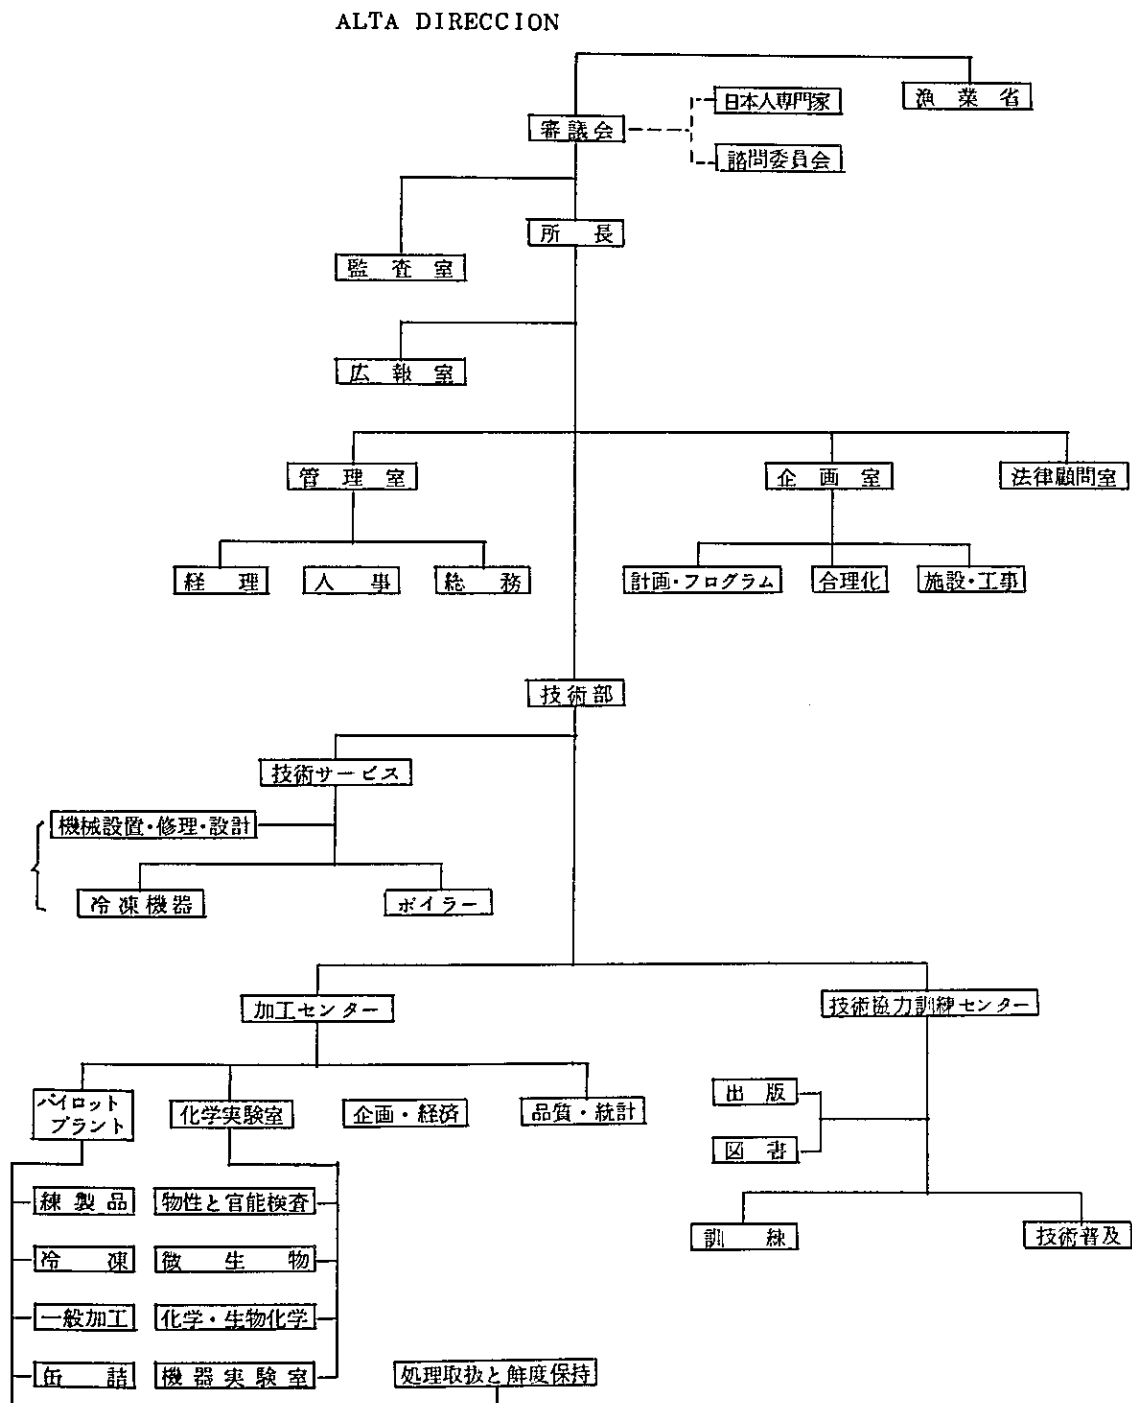 ALTA DIRECCION
漁業省
日本人専門家
審議会
諮問委員会
所長
監査室
広報室
管理室
企画室
法律顧問室
経理
人事
総務
計画・フログラム
合理化
施設・工事
技術部
技術サービス
機械設置・修理・設計
冷凍機器
ボイラー
加工センター
技術協力訓練センター
パイロット
プラント
化学実験室
企画・経済
品質・統計
出版
図書
練製品
物性と官能検査
訓練
技術普及
冷凍
微生物
一般加工
化学・生物化学
缶詰
機器実験室
処理取扱と鮮度保持